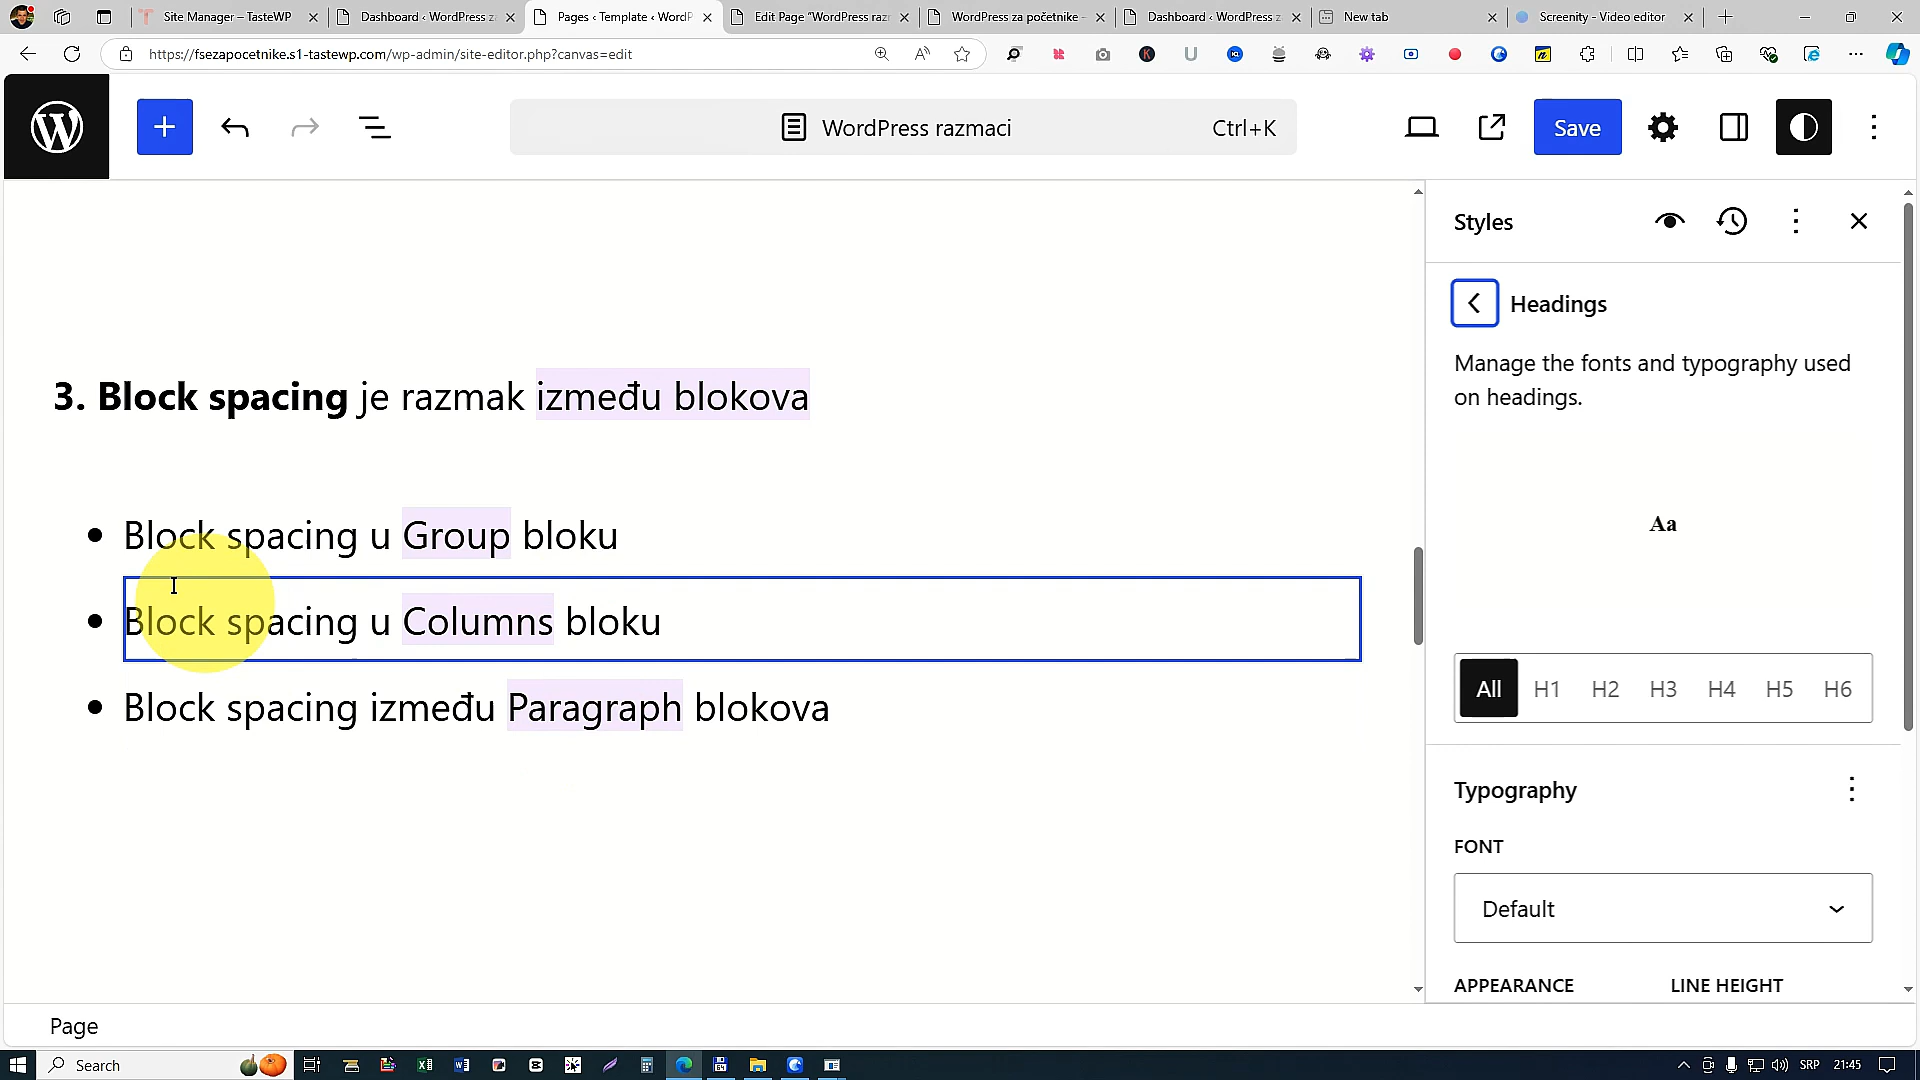 Site Manager – TasteWP
Dashboard ‹ WordPress z
Pages ‹ Template ‹ WordP
Edit Page "WordPress raz
WordPress za početnike -
Dashboard ‹ WordPress z
New tab
Screenity - Video editor
https://fsezapocetnike.s1-tastewp.com/wp-admin/site-editor.php?canvas=edit
WordPress razmaci
Ctrl+K
Save
Styles
Headings
Manage the fonts and typography used
on headings.
Aa
All H1 H2 H3 H4 H5 H6
Typography
FONT
Default
APPEARANCE
LINE HEIGHT
3. Block spacing je razmak između blokova
• Block spacing u Group bloku
• Block spacing u Columns bloku
• Block spacing između Paragraph blokova
Page
Search
SRP
21:45